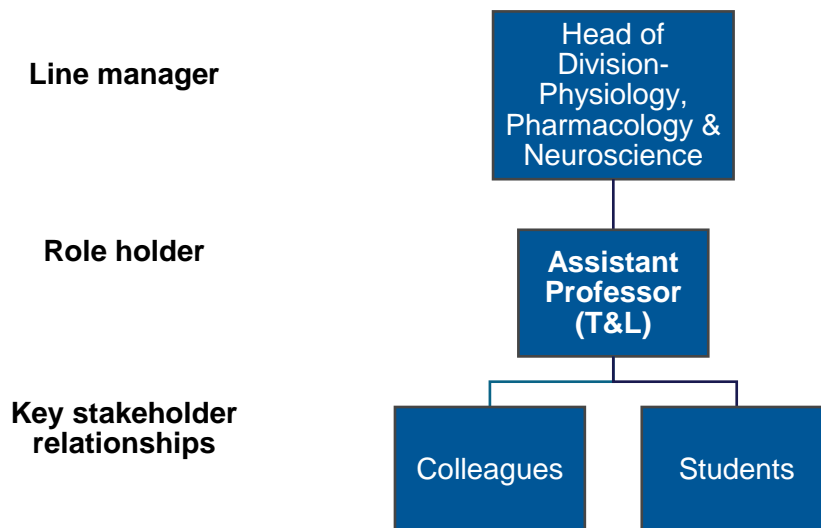 Line manager
Head of
Division-
Physiology,
Pharmacology &
Neuroscience
Role holder
Assistant
Professor
(T&L)
Key stakeholder
relationships
Colleagues
Students